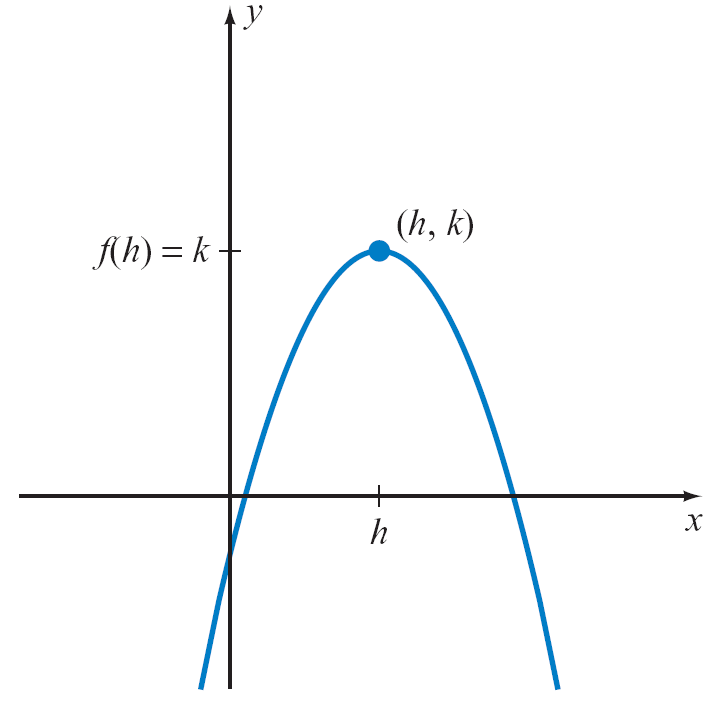 y
(h, k)
f(h) = k
h
x